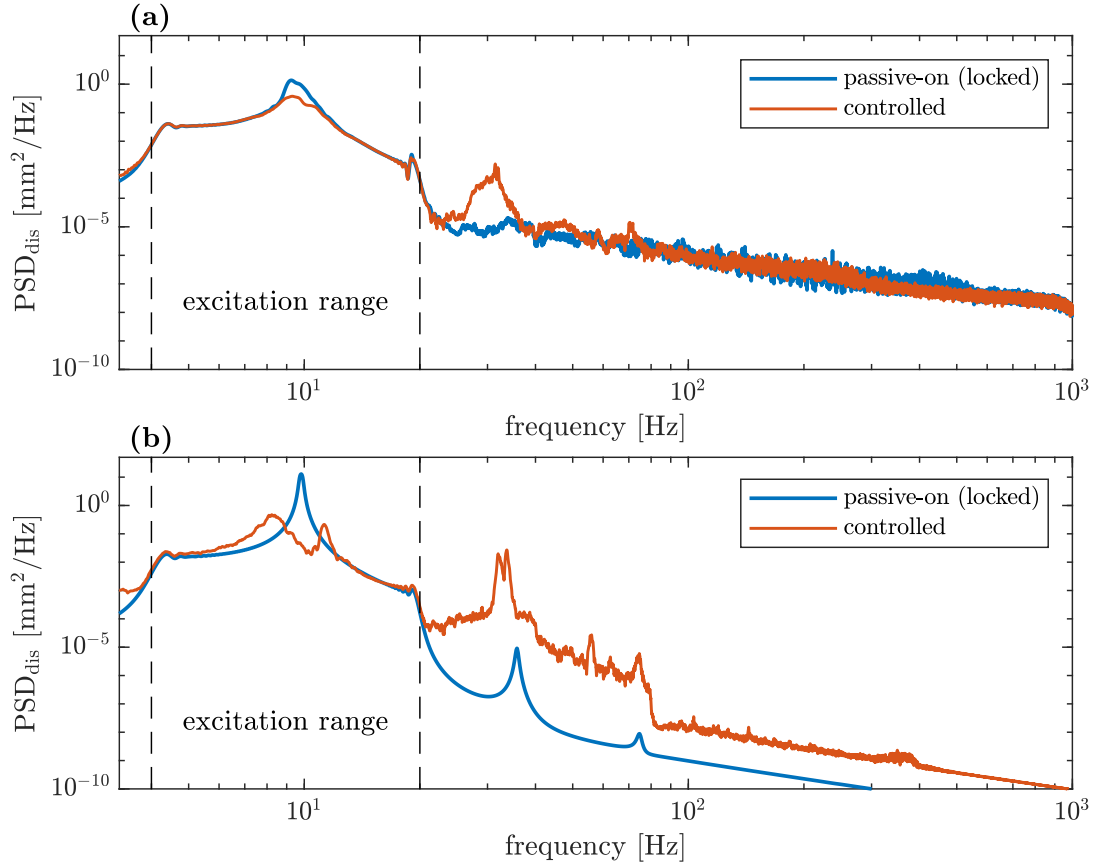 (a)
10^0
10^-5
10^-10
PSD_dis [mm^2/Hz]
passive-on (locked)
controlled
excitation range
10^1
10^2
10^3
frequency [Hz]
(b)
10^0
10^-5
10^-10
PSD_dis [mm^2/Hz]
passive-on (locked)
controlled
excitation range
10^1
10^2
10^3
frequency [Hz]